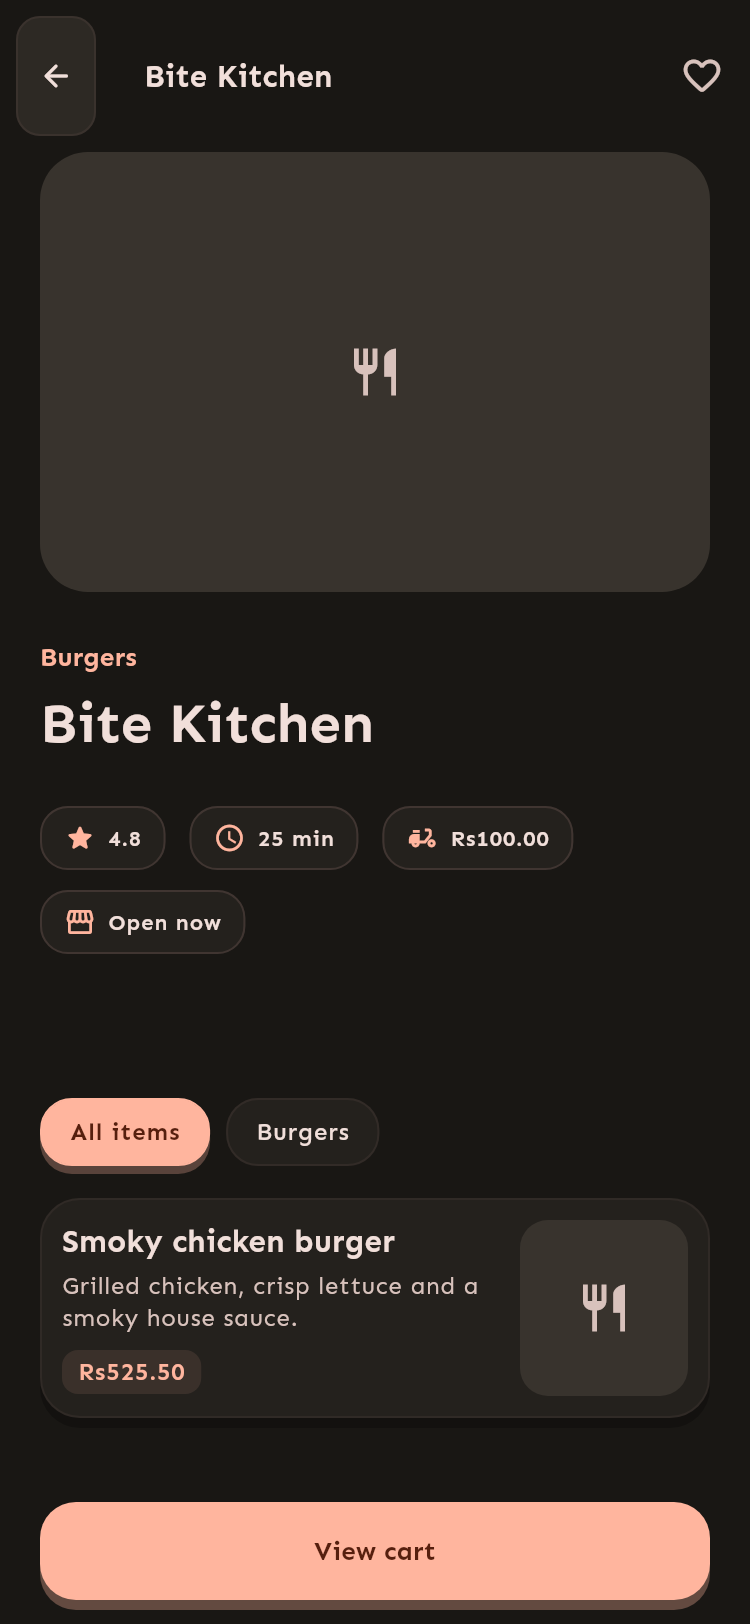 Bite Kitchen
Burgers
Bite Kitchen
4.8
25 min
Rs100.00
Open now
All items
Burgers
Smoky chicken burger
Grilled chicken, crisp lettuce and a
smoky house sauce.
Rs525.50
View cart